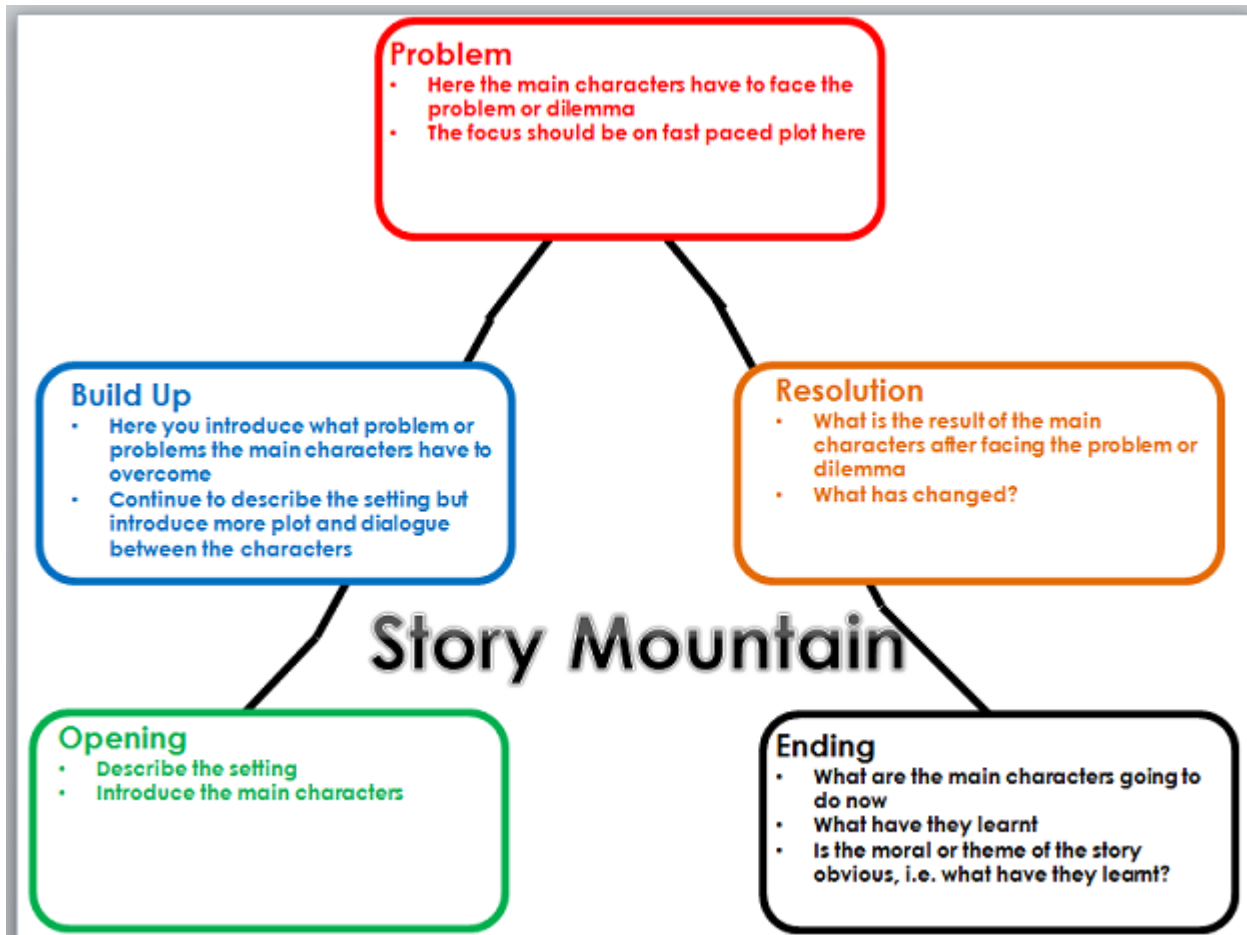 Problem
• Here the main characters have to face the
problem or dilemma
• The focus should be on fast paced plot here
Build Up
• Here you introduce what problem or
problems the main characters have to
overcome
• Continue to describe the setting but
introduce more plot and dialogue
between the characters
Resolution
• What is the result of the main
characters after facing the problem or
dilemma
• What has changed?
Story Mountain
Opening
• Describe the setting
• Introduce the main characters
Ending
• What are the main characters going to
do now
• What have they learnt
• Is the moral or theme of the story
obvious, i.e. what have they learnt?